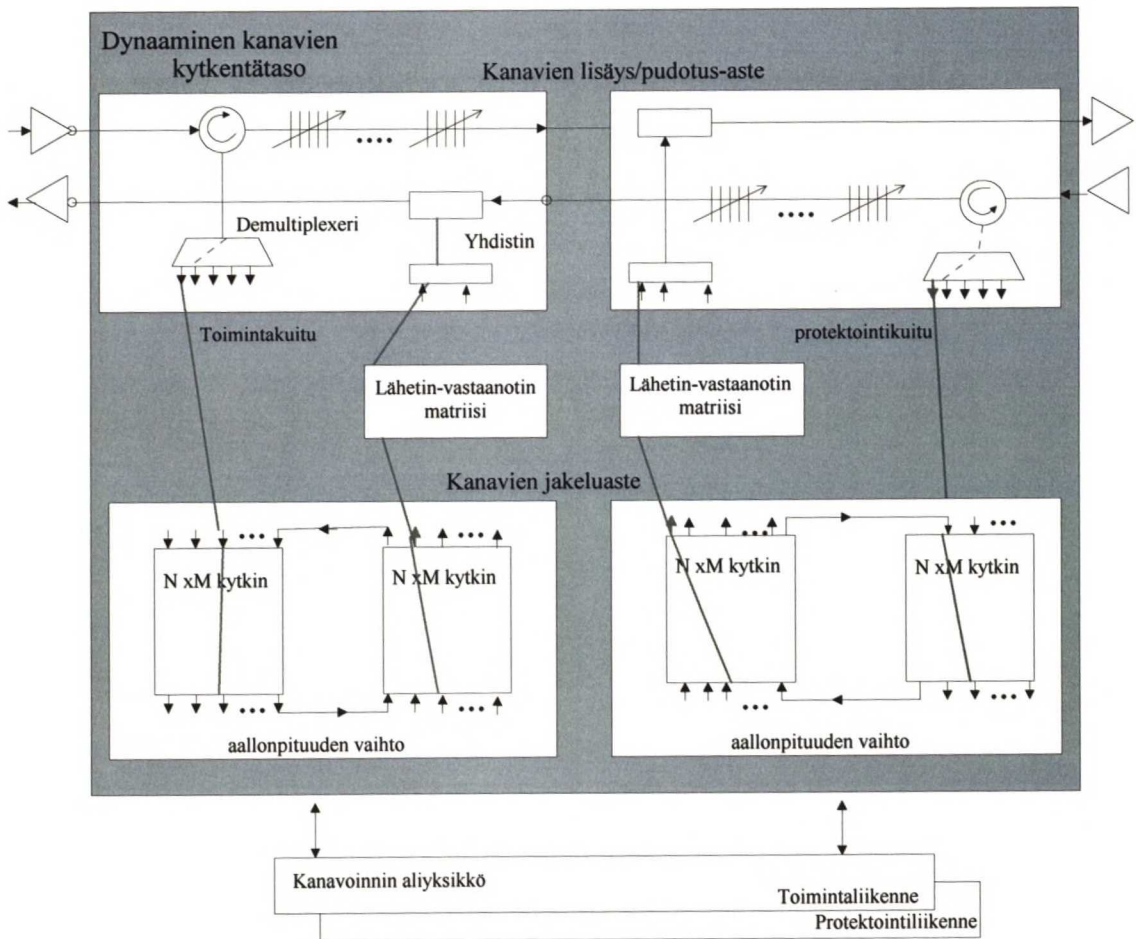 Dynaaminen kanavien
kytkentätaso
Kanavien lisäys/pudotus-aste
Demultiplexeri
Yhdistin
Toimintakuitu
protektointikuitu
Lähetin-vastaanotin
matriisi
Lähetin-vastaanotin
matriisi
Kanavien jakeluaste
N xM kytkin
N xM kytkin
N xM kytkin
N xM kytkin
aallonpituuden vaihto
aallonpituuden vaihto
Kanavoinnin aliyksikkö
Toimintaliikenne
Protektointiliikenne